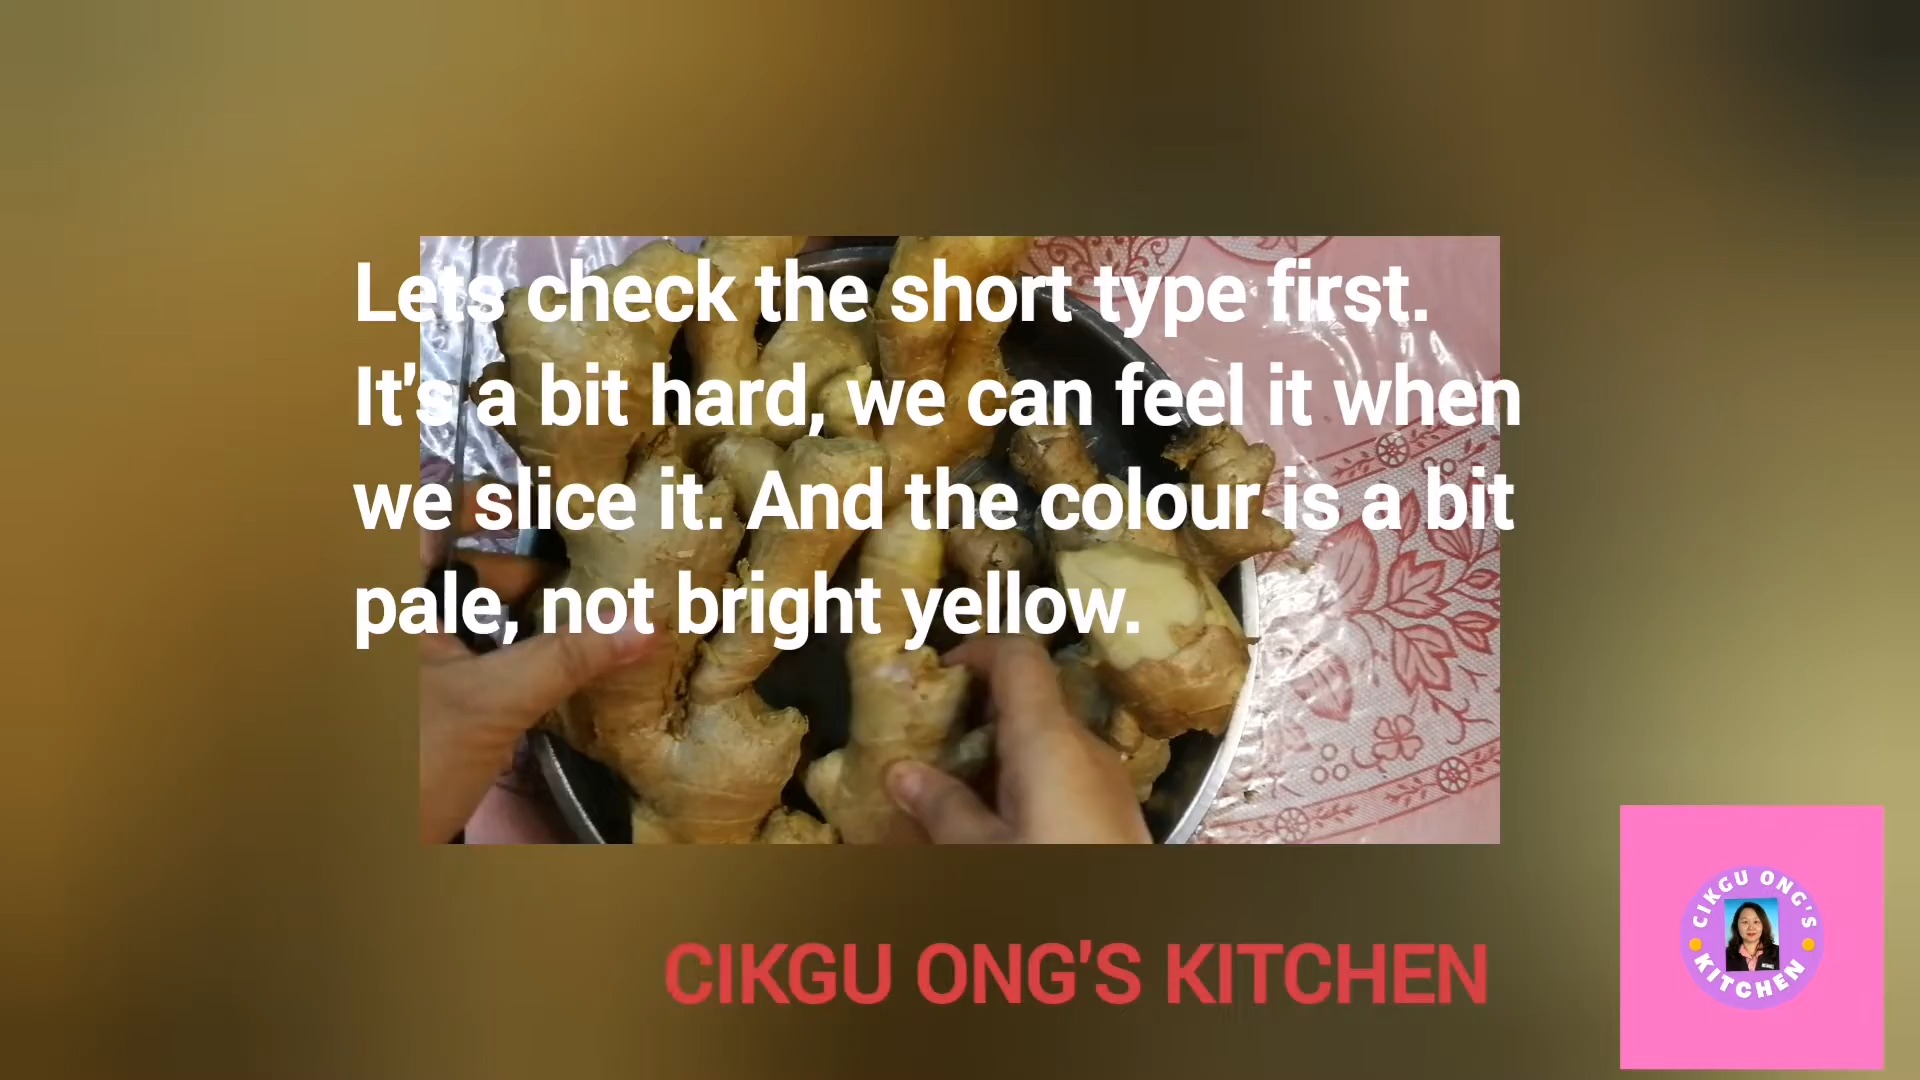 Lets check the short type first.
It's a bit hard, we can feel it when
we slice it. And the colour is a bit
pale, not bright yellow.
CIKGU ONG'S KITCHEN
CIKGU ONG'S
KITCHEN